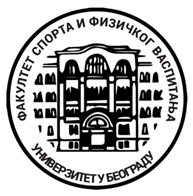 ФАКУЛТЕТ СПОРТА И ФИЗИЧКОГ ВАСПИТАЊА
УНИВЕРЗИТЕТ У БЕОГРАДУ